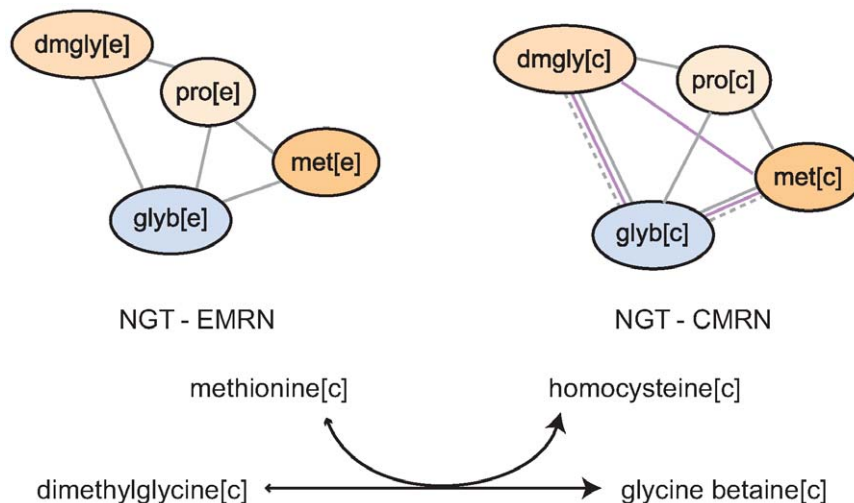 dmgly[e]
pro[e]
met[e]
glyb[e]
NGT - EMRN
dmgly[c]
pro[c]
met[c]
glyb[c]
NGT - CMRN
methionine[c]
homocysteine[c]
dimethylglycine[c]
glycine betaine[c]